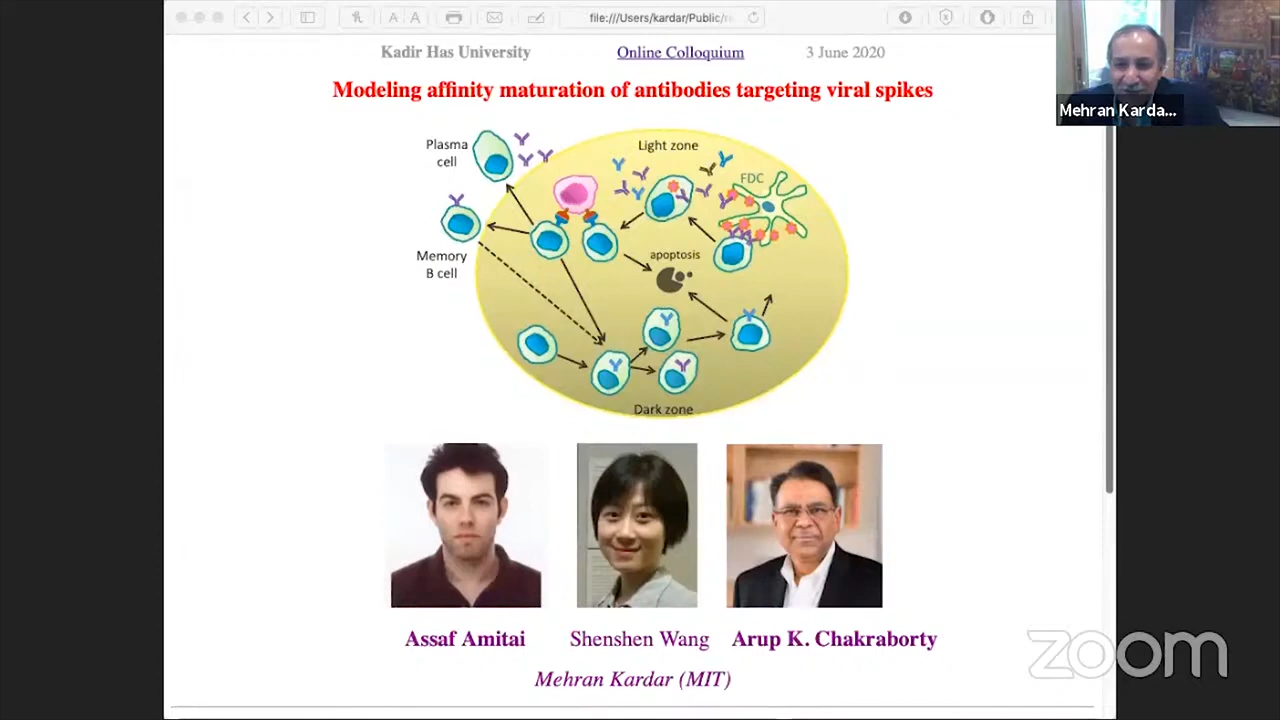 A A
file:///Users/kardar/Public/
Kadir Has University Online Colloquium 3 June 2020
Modeling affinity maturation of antibodies targeting viral spikes
Mehran Karda...
Plasma
cell
Light zone
FDC
Memory
B cell
apoptosis
Dark zone
Assaf Amitai Shenshen Wang Arup K. Chakraborty
Mehran Kardar (MIT)
zoom